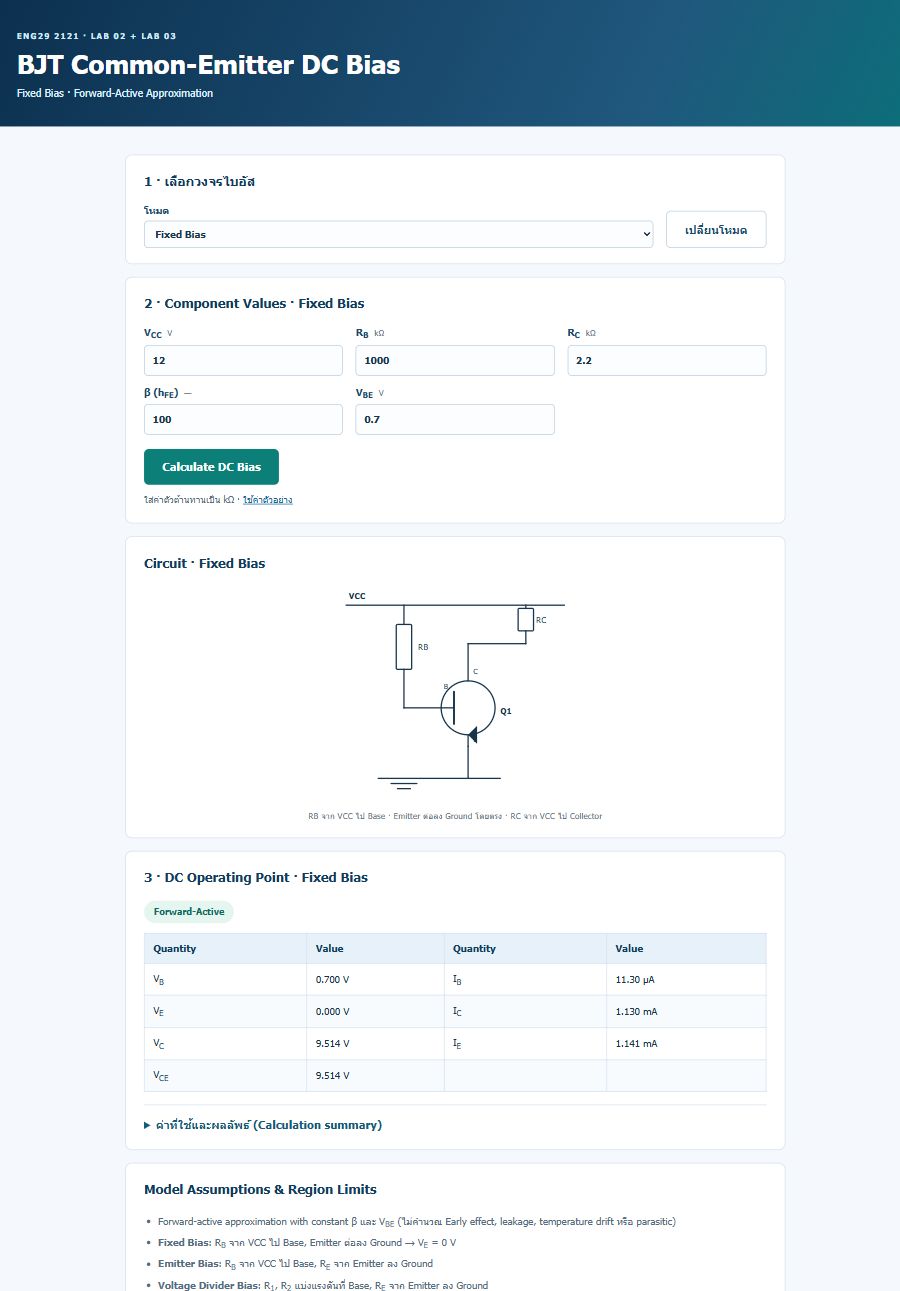 ENG29 2121 · LAB 02 + LAB 03
BJT Common-Emitter DC Bias
Fixed Bias · Forward-Active Approximation
1 · เลือกวงจรไบอัส
โหมด
Fixed Bias
เปลี่ยนโหมด
2 · Component Values · Fixed Bias
VCC V RB kΩ RC kΩ
12 1000 2.2
β (hFE) — VBE V
100 0.7
Calculate DC Bias
ใส่ค่าตัวต้านทานเป็น kΩ · ใช้ค่าตัวอย่าง
Circuit · Fixed Bias
VCC
RC
RB
C
B
Q1
RB จาก VCC ไป Base · Emitter ต่อลง Ground โดยตรง · RC จาก VCC ไป Collector
3 · DC Operating Point · Fixed Bias
Forward-Active
Quantity Value Quantity Value
VB 0.700 V IB 11.30 µA
VE 0.000 V IC 1.130 mA
VC 9.514 V IE 1.141 mA
VCE 9.514 V
▶ ค่าที่ใช้และผลลัพธ์ (Calculation summary)
Model Assumptions & Region Limits
• Forward-active approximation with constant β และ VBE (ไม่คำนวณ Early effect, leakage, temperature drift หรือ parasitic)
• Fixed Bias: RB จาก VCC ไป Base, Emitter ต่อลง Ground → VE = 0 V
• Emitter Bias: RB จาก VCC ไป Base, RE จาก Emitter ลง Ground
• Voltage Divider Bias: R1, R2 แบ่งแรงดันที่ Base, RE จาก Emitter ลง Ground